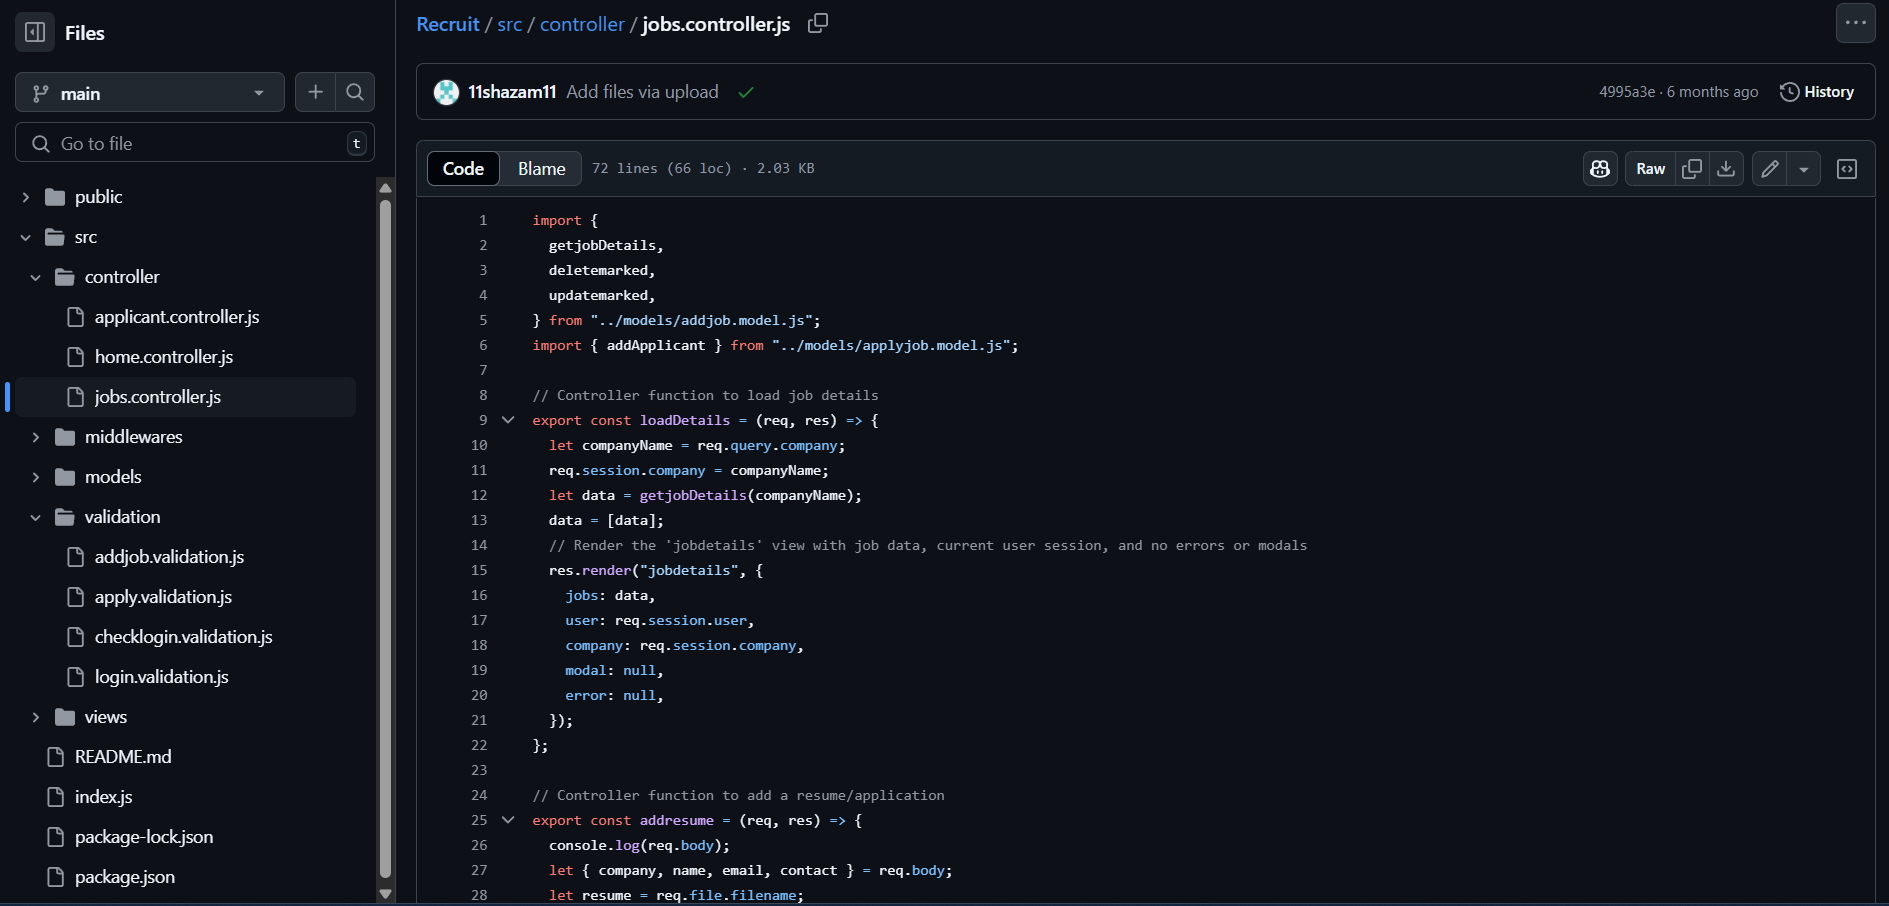 Files
main
Go to file
t
public
src
controller
applicant.controller.js
home.controller.js
jobs.controller.js
middlewares
models
validation
addjob.validation.js
apply.validation.js
checklogin.validation.js
login.validation.js
views
README.md
index.js
package-lock.json
package.json
Recruit / src / controller / jobs.controller.js
11shazam11 Add files via upload
4995a3e · 6 months ago
History
Code
Blame
72 lines (66 loc) · 2.03 KB
Raw
1 import {
2   getjobDetails,
3   deletemarked,
4   updatemarked,
5 } from "../models/addjob.model.js";
6 import { addApplicant } from "../models/applyjob.model.js";
7
8 // Controller function to load job details
9 export const loadDetails = (req, res) => {
10   let companyName = req.query.company;
11   req.session.company = companyName;
12   let data = getjobDetails(companyName);
13   data = [data];
14   // Render the 'jobdetails' view with job data, current user session, and no errors or modals
15   res.render("jobdetails", {
16     jobs: data,
17     user: req.session.user,
18     company: req.session.company,
19     modal: null,
20     error: null,
21   });
22 };
23
24 // Controller function to add a resume/application
25 export const addresume = (req, res) => {
26   console.log(req.body);
27   let { company, name, email, contact } = req.body;
28   let resume = req.file.filename;